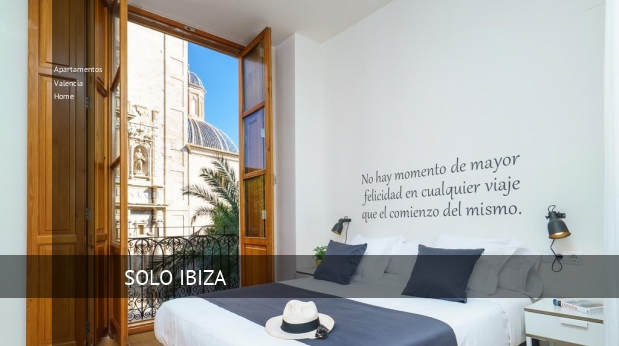 Apartamentos
Valencia
Home
No hay momento de mayor
felicidad en cualquier viaje
que el comienzo del mismo.
SOLO IBIZA